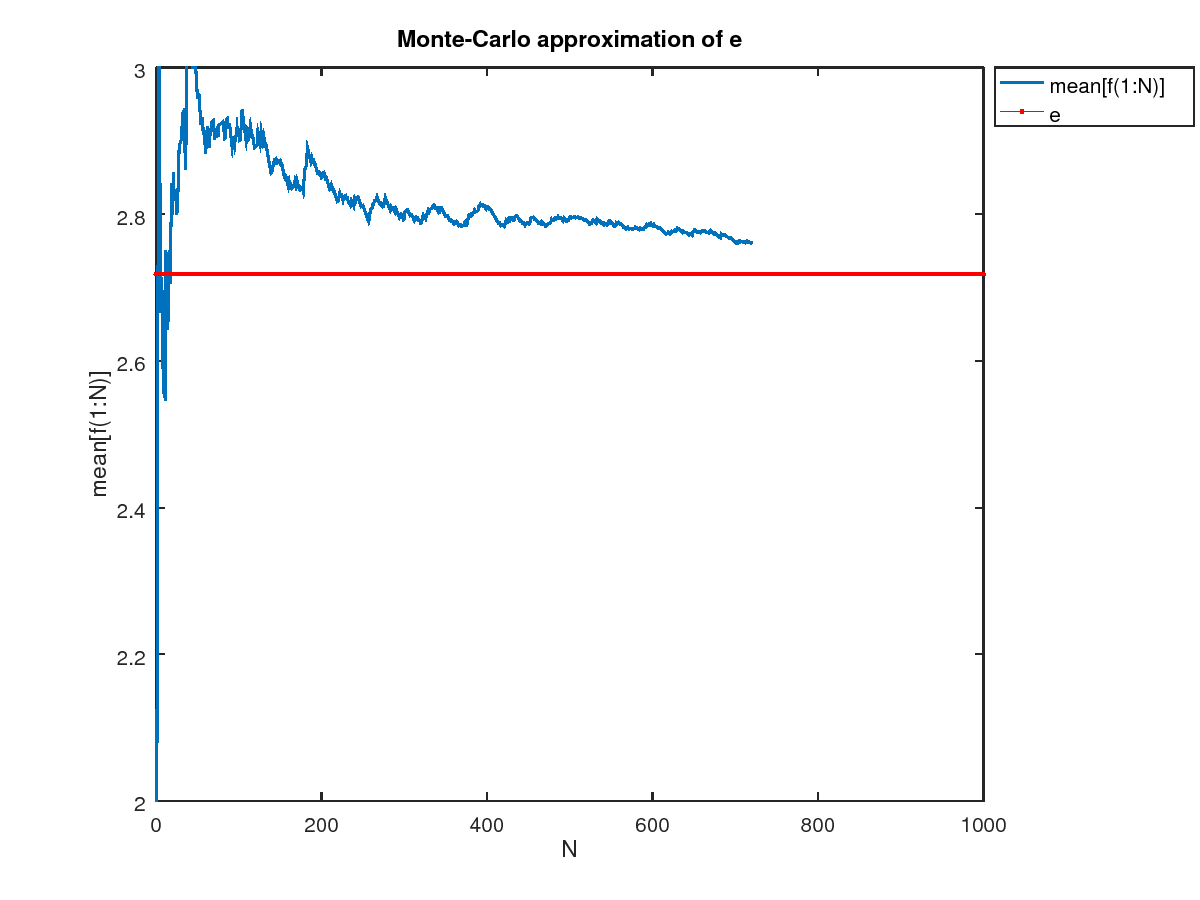 Monte-Carlo approximation of e
mean[f(1:N)]
e
3
2.8
2.6
2.4
2.2
2
mean[f(1:N)]
0 200 400 600 800 1000
N